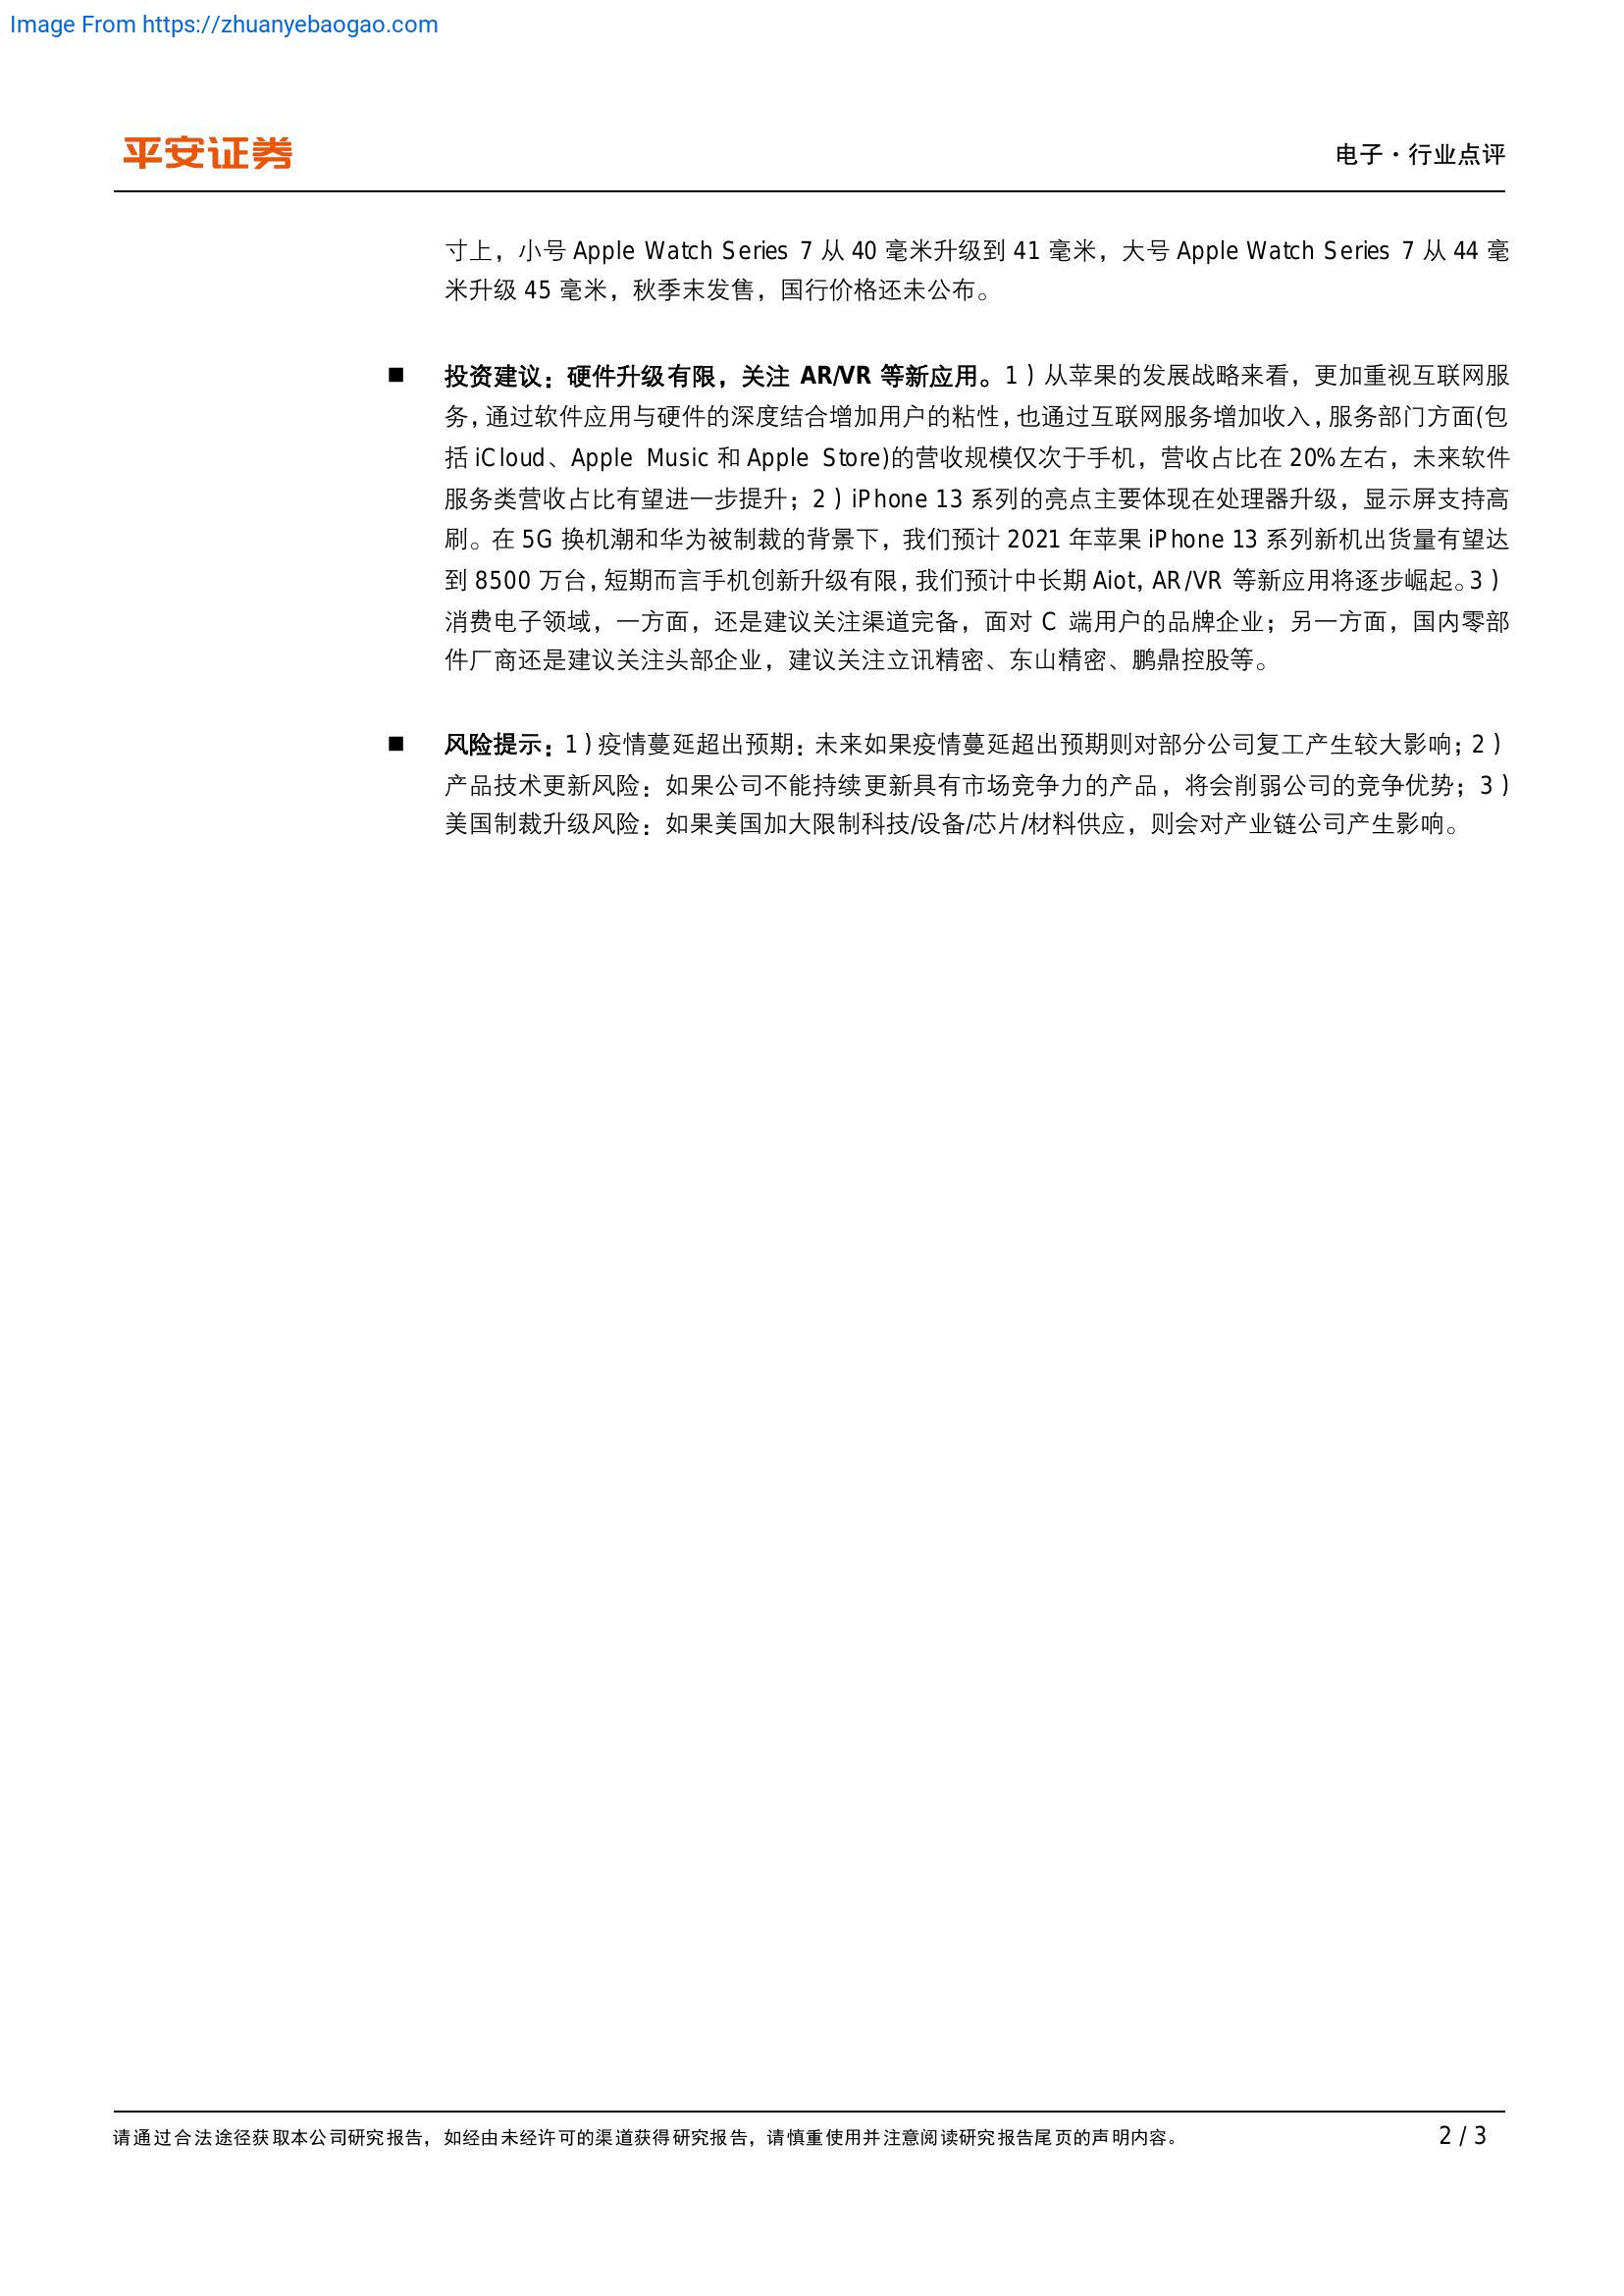 Image From https://zhuanyebaogao.com
平安证券
电子·行业点评
寸上，小号 Apple Watch Series 7 从 40 毫米升级到 41 毫米，大号 Apple Watch Series 7 从 44 毫
米升级 45 毫米，秋季末发售，国行价格还未公布。
■ 投资建议：硬件升级有限，关注 AR/VR 等新应用。1）从苹果的发展战略来看，更加重视互联网服
务，通过软件应用与硬件的深度结合增加用户的粘性，也通过互联网服务增加收入，服务部门方面(包
括 iCloud、Apple Music 和 Apple Store)的营收规模仅次于手机，营收占比在 20%左右，未来软件
服务类营收占比有望进一步提升；2）iPhone 13 系列的亮点主要体现在处理器升级，显示屏支持高
刷。在 5G 换机潮和华为被制裁的背景下，我们预计 2021 年苹果 iPhone 13 系列新机出货量有望达
到 8500 万台，短期而言手机创新升级有限，我们预计中长期 Aiot，AR/VR 等新应用将逐步崛起。3）
消费电子领域，一方面，还是建议关注渠道完备，面对 C 端用户的品牌企业；另一方面，国内零部
件厂商还是建议关注头部企业，建议关注立讯精密、东山精密、鹏鼎控股等。
■ 风险提示：1）疫情蔓延超出预期：未来如果疫情蔓延超出预期则对部分公司复工产生较大影响；2）
产品技术更新风险：如果公司不能持续更新具有市场竞争力的产品，将会削弱公司的竞争优势；3）
美国制裁升级风险：如果美国加大限制科技/设备/芯片/材料供应，则会对产业链公司产生影响。
请通过合法途径获取本公司研究报告，如经由未经许可的渠道获得研究报告，请慎重使用并注意阅读研究报告尾页的声明内容。
2 / 3